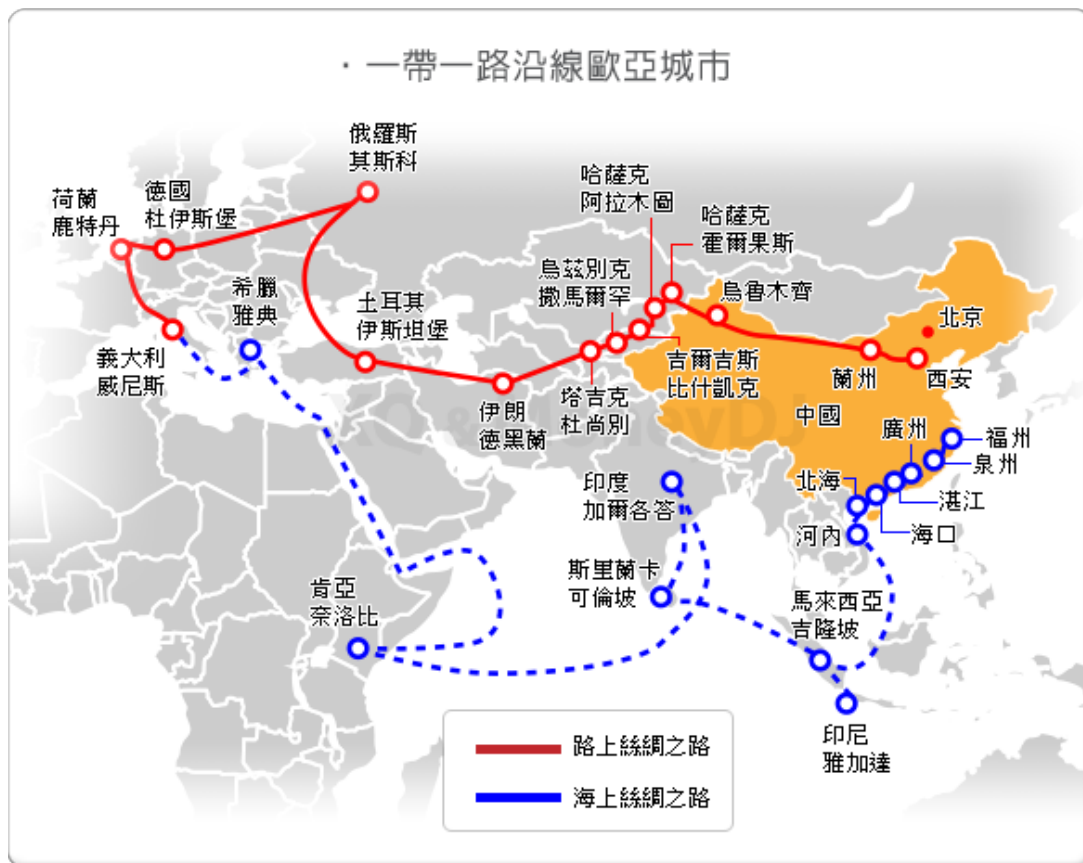 ．一帶一路沿線歐亞城市
俄羅斯
其斯科
荷蘭
鹿特丹
德國
杜伊斯堡
哈薩克
阿拉木圖
哈薩克
霍爾果斯
烏茲別克
撒馬爾罕
烏魯木齊
希臘
雅典
土耳其
伊斯坦堡
北京
義大利
威尼斯
伊朗
德黑蘭
塔吉克
杜尚別
吉爾吉斯
比什凱克
蘭州
西安
中國
XQ & MoneyDJ
廣州
福州
泉州
印度
加爾各答
北海
湛江
河內
海口
斯里蘭卡
可倫坡
肯亞
奈洛比
馬來西亞
吉隆坡
印尼
雅加達
路上絲綢之路
海上絲綢之路